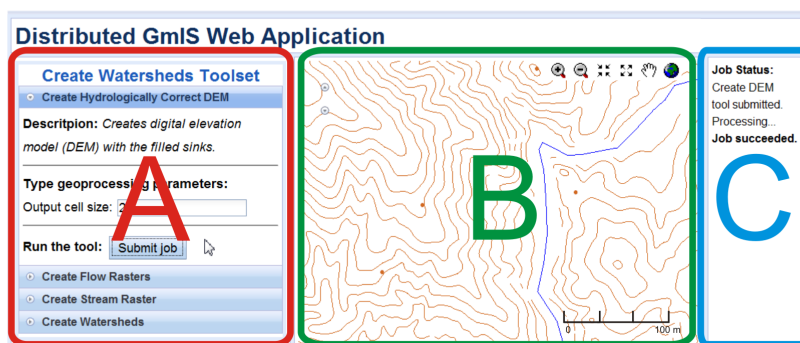 Distributed GmIS Web Application
Create Watersheds Toolset
Create Hydrologically Correct DEM
Descritpion: Creates digital elevation
model (DEM) with the filled sinks.
Type geoprocessing parameters:
Output cell size: 2
Run the tool: Submit job
Create Flow Rasters
Create Stream Raster
Create Watersheds
A
B
0 100 m
Job Status:
Create DEM
tool submitted.
Processing...
Job succeeded.
C